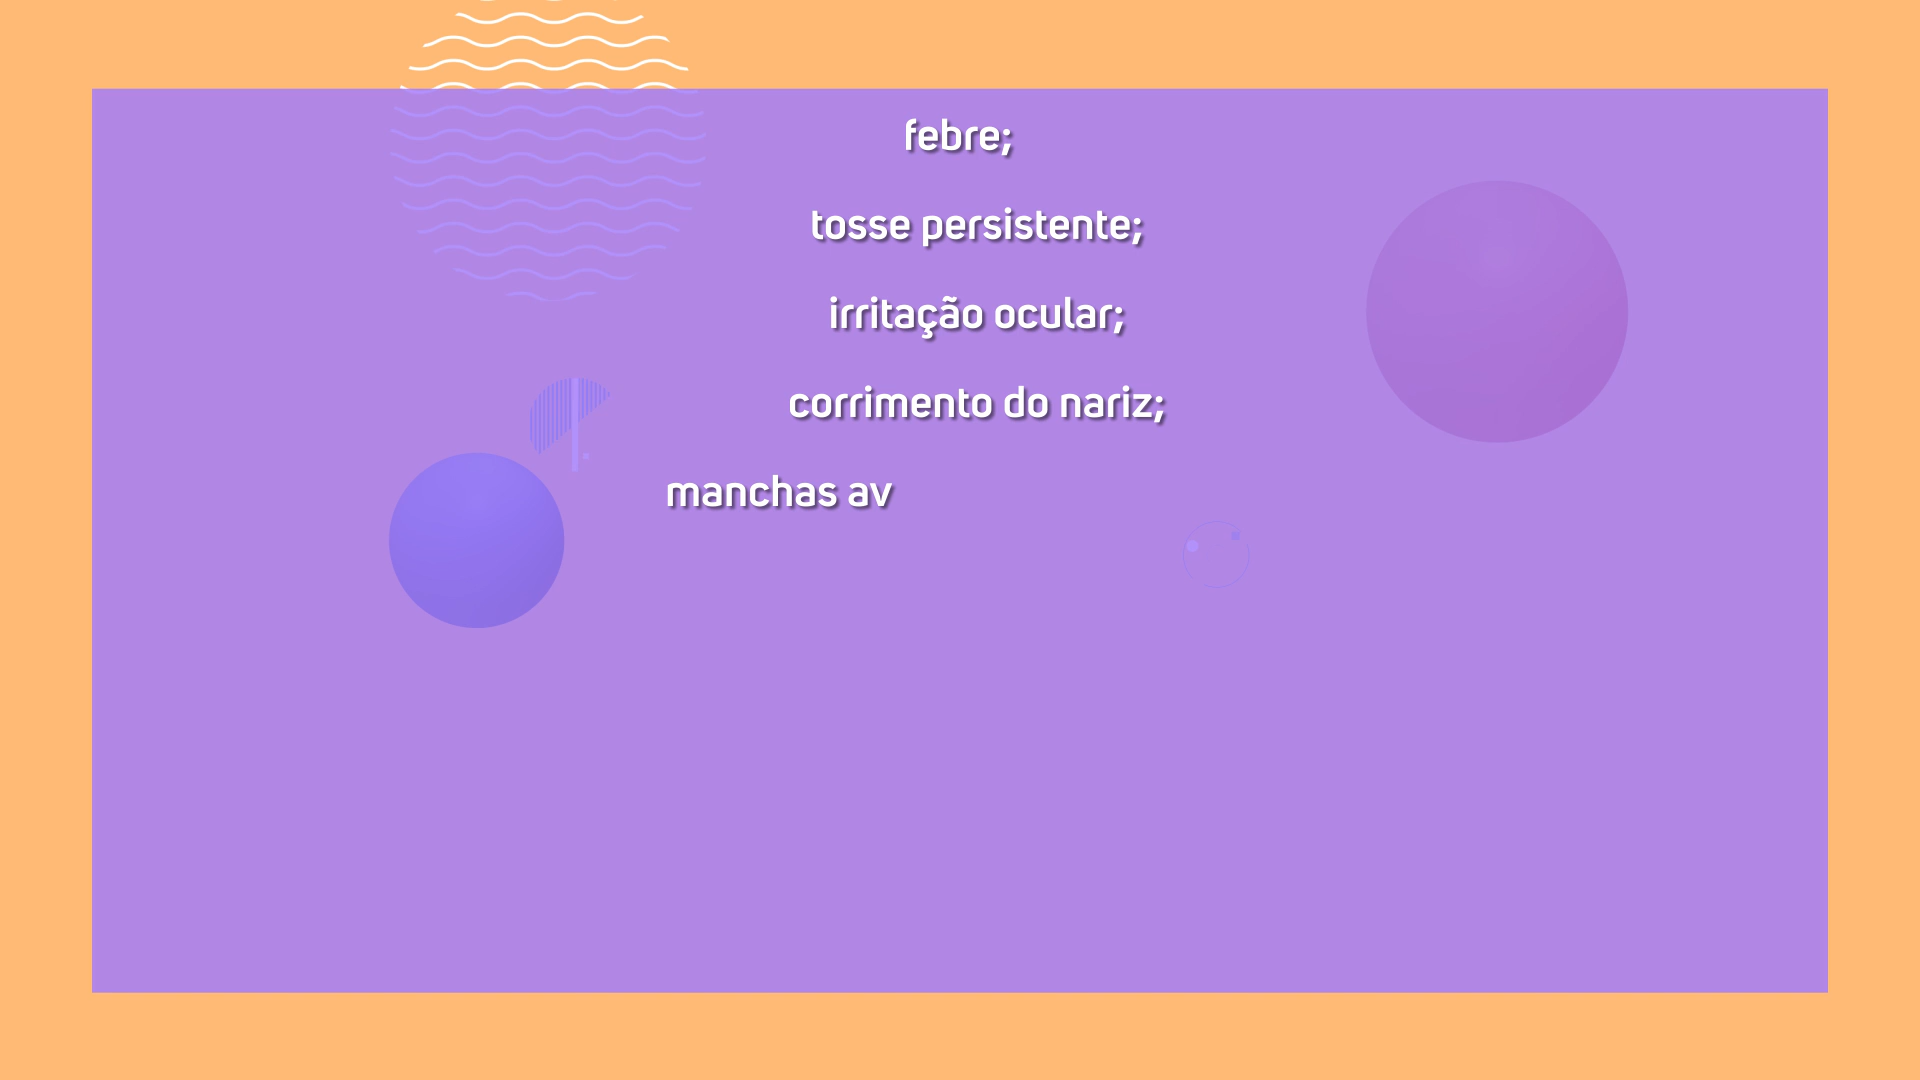 febre;
tosse persistente;
irritação ocular;
corrimento do nariz;
manchas av